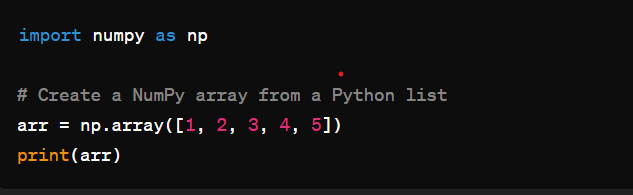 import numpy as np
# Create a NumPy array from a Python list
arr = np.array([1, 2, 3, 4, 5])
print(arr)